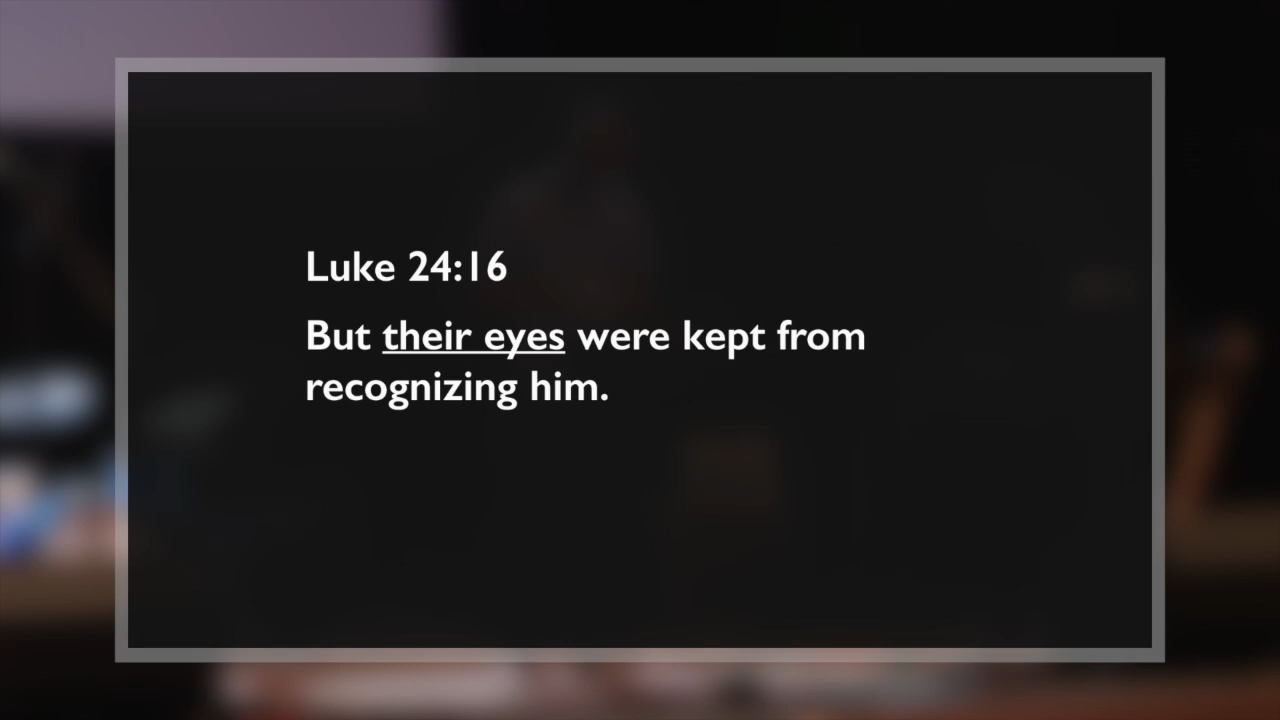 Luke 24:16
But their eyes were kept from
recognizing him.